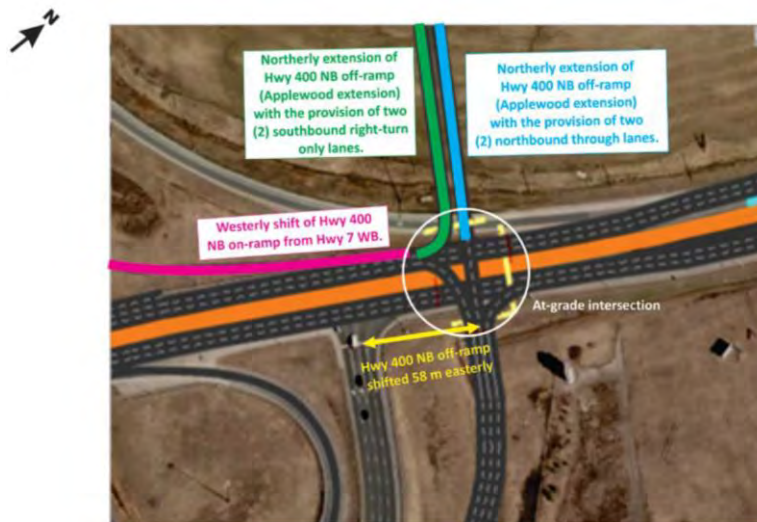 N
Northerly extension of
Hwy 400 NB off-ramp
(Applewood extension)
with the provision of two
(2) southbound right-turn
only lanes.
Northerly extension of
Hwy 400 NB off-ramp
(Applewood extension)
with the provision of two
(2) northbound through lanes.
Westerly shift of Hwy 400
NB on-ramp from Hwy 7 WB.
At-grade intersection
Hwy 400 NB off-ramp
shifted 58 m easterly